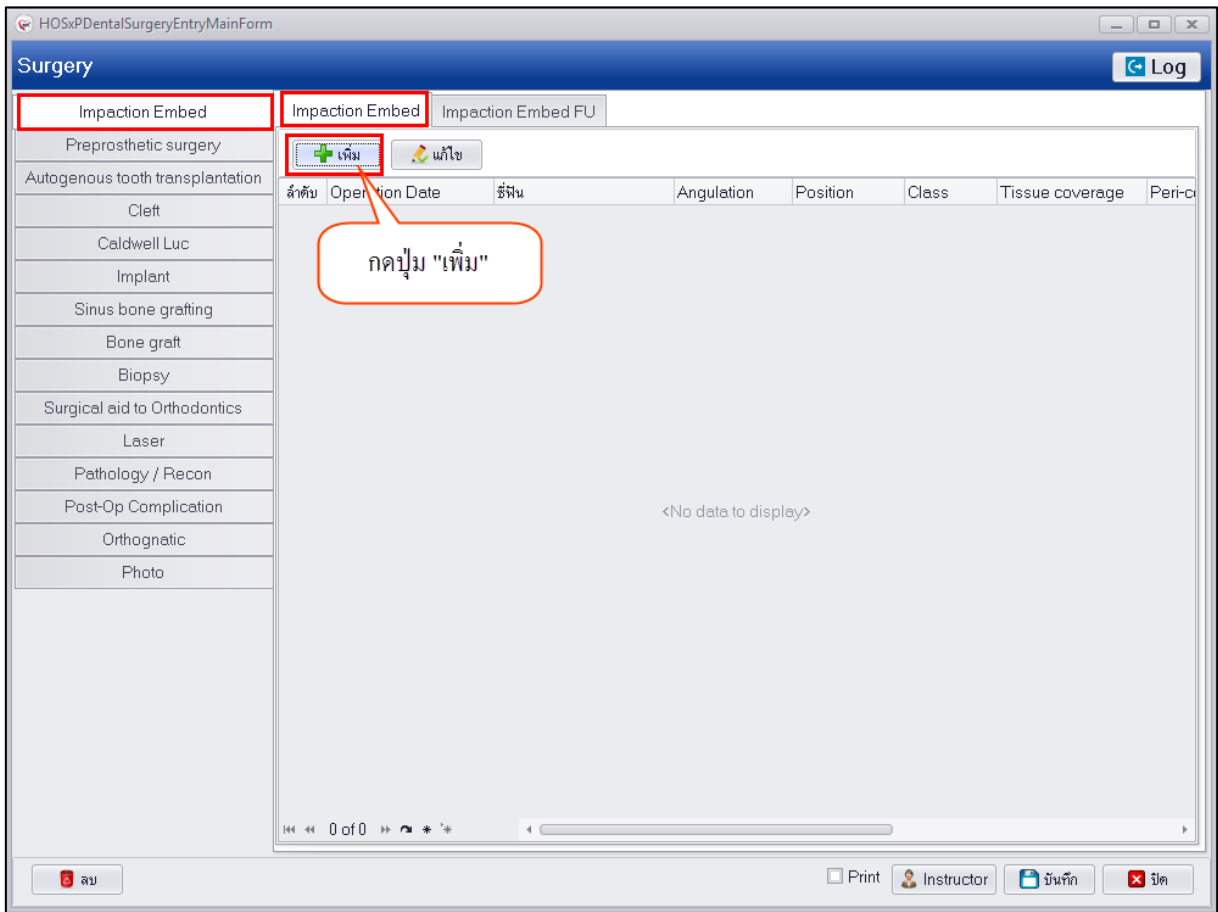 HOSxPDentalSurgeryEntryMainForm
Surgery
Log
Impaction Embed
Preprosthetic surgery
Autogenous tooth transplantation
Cleft
Caldwell Luc
Implant
Sinus bone grafting
Bone graft
Biopsy
Surgical aid to Orthodontics
Laser
Pathology / Recon
Post-Op Complication
Orthognatic
Photo
Impaction Embed Impaction Embed FU
เพิ่ม แก้ไข
ลำดับ Operation Date ซี่ฟัน Angulation Position Class Tissue coverage
กดปุ่ม "เพิ่ม"
<No data to display>
0 of 0
ลบ Print Instructor บันทึก ปิด